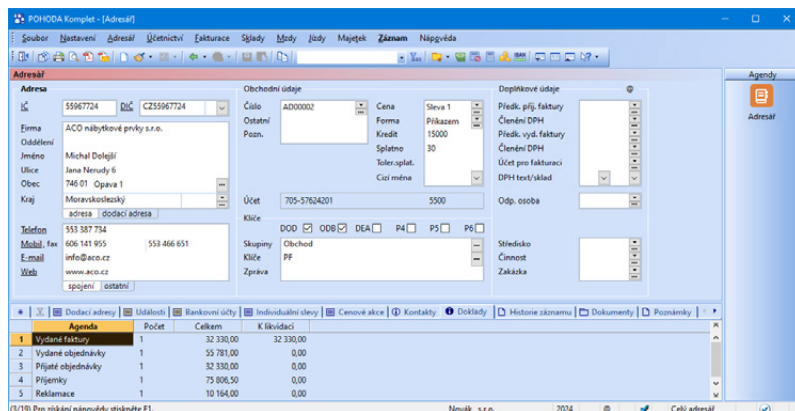 POHODA Komplet - [Adresář]
Soubor Nastavení Adresář Účetnictví Fakturace Sklady Mzdy Jízdy Majetek Záznam Nápověda
Adresář Agendy
Adresa Obchodní údaje Doplňkové údaje
IČ 55967724 DIČ CZ55967724 Číslo AD00002 Cena Sleva 1 Předk. přij. faktury
Ostatní Forma Příkazem Členění DPH Adresář
Firma ACO nábytkové prvky s.r.o. Pozn. Kredit 15000 Předk. vyd. faktury
Oddělení Splatno 30 Členění DPH
Jméno Michal Dolejší Toler.splat. Účet pro fakturaci
Ulice Jana Nerudy 6 Cizí měna DPH text/sklad
Obec 746 01 Opava 1
Kraj Moravskoslezský Účet 705-57624201 5500 Odp. osoba
adresa dodací adresa Klíče
Telefon 553 387 734 DOD ODB DEA P4 P5 P6
Mobil, fax 606 141 955 553 466 651 Skupiny Obchod Středisko
E-mail info@aco.cz Klíče PF Činnost
Web www.aco.cz Zpráva Zakázka
spojení ostatní
Dodací adresy Události Bankovní účty Individuální slevy Cenové akce Kontakty Doklady Historie záznamu Dokumenty Poznámky
Agenda Počet Celkem K likvidaci
1 Vydané faktury 1 32 330,00 32 330,00
2 Vydané objednávky 1 55 781,00 0,00
3 Přijaté objednávky 1 32 330,00 0,00
4 Příjemky 1 75 806,50 0,00
5 Reklamace 1 10 164,00 0,00
(3/19) Pro získání nápovědy stiskněte F1. Novák s.r.o. 2024 @ Celý adresář